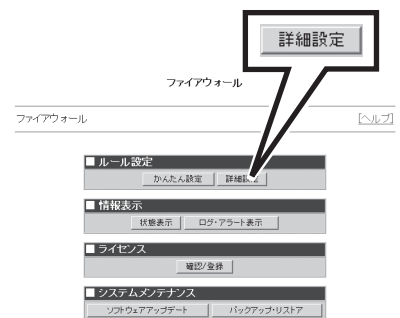 詳細設定
ファイアウォール
ファイアウォール [ヘルプ]
■ ルール設定
かんたん設定 詳細設定
■ 情報表示
状態表示 ログ・アラート表示
■ ライセンス
確認/登録
■ システムメンテナンス
ソフトウェアアップデート バックアップ・リストア